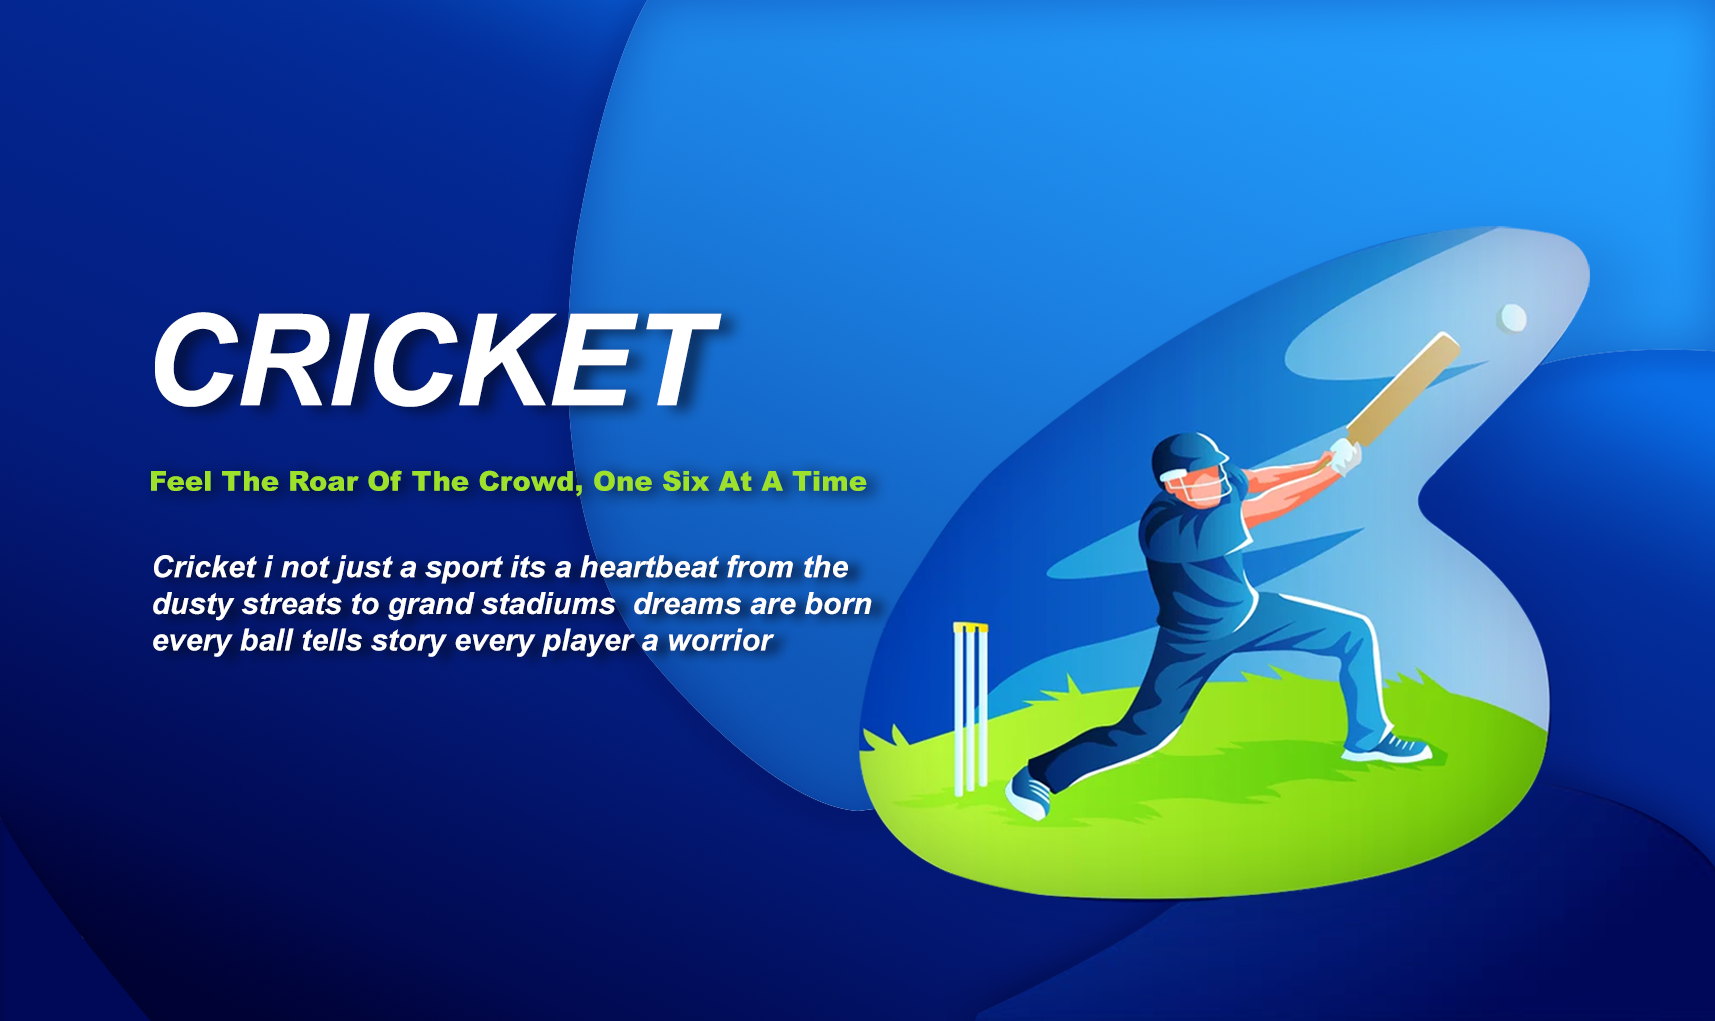 CRICKET
Feel The Roar Of The Crowd, One Six At A Time
Cricket i not just a sport its a heartbeat from the
dusty streats to grand stadiums  dreams are born
every ball tells story every player a worrior